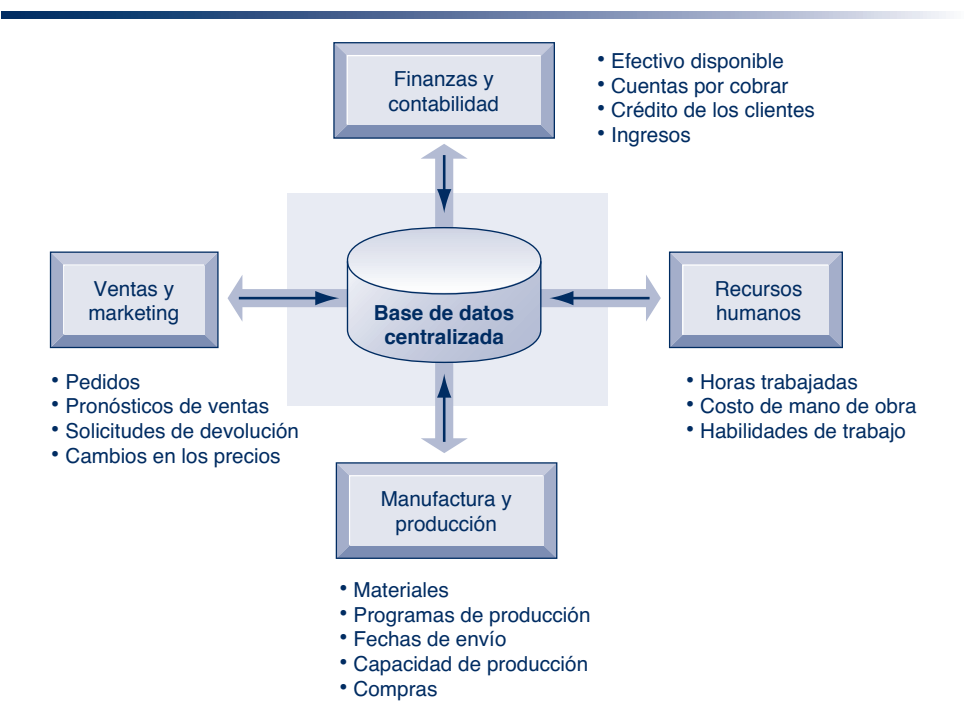 Finanzas y
contabilidad
• Efectivo disponible
• Cuentas por cobrar
• Crédito de los clientes
• Ingresos
Ventas y
marketing
• Pedidos
• Pronósticos de ventas
• Solicitudes de devolución
• Cambios en los precios
Base de datos
centralizada
Recursos
humanos
• Horas trabajadas
• Costo de mano de obra
• Habilidades de trabajo
Manufactura y
producción
• Materiales
• Programas de producción
• Fechas de envío
• Capacidad de producción
• Compras